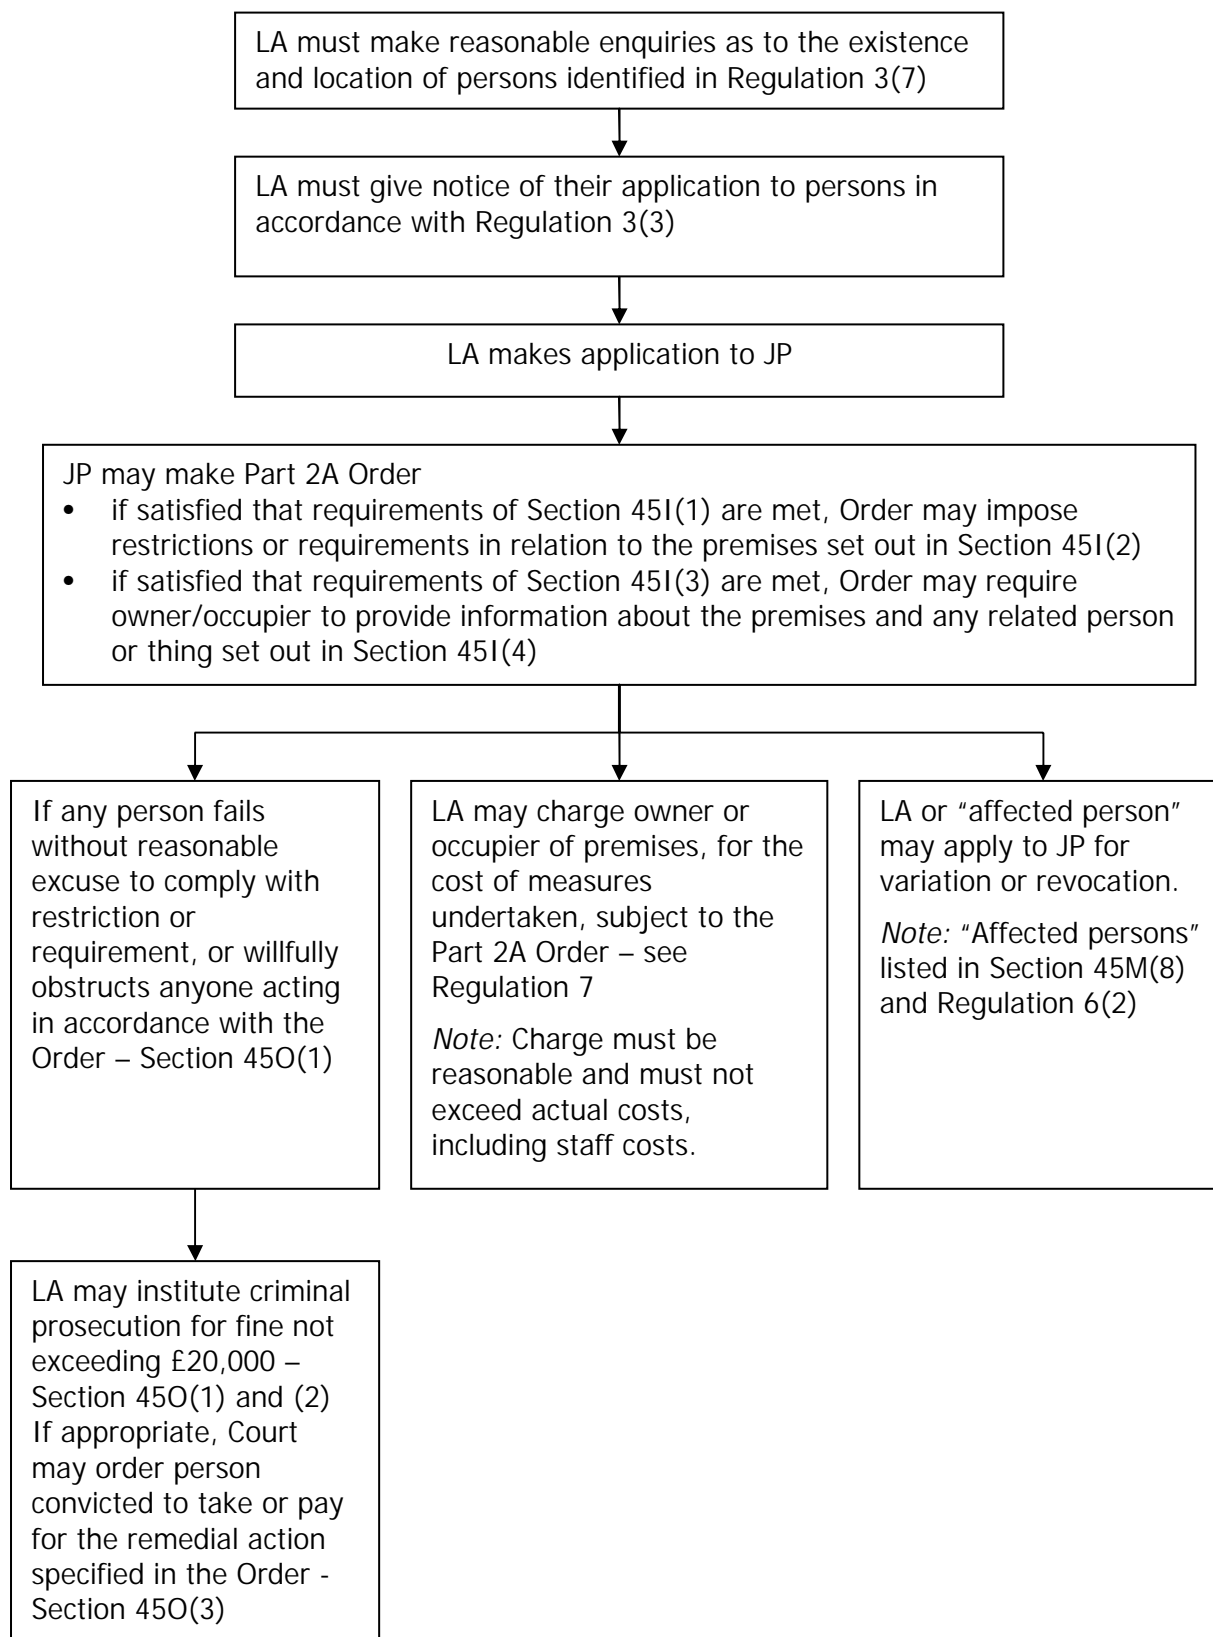 LA must make reasonable enquiries as to the existence
and location of persons identified in Regulation 3(7)
LA must give notice of their application to persons in
accordance with Regulation 3(3)
LA makes application to JP
JP may make Part 2A Order
• if satisfied that requirements of Section 45I(1) are met, Order may impose
restrictions or requirements in relation to the premises set out in Section 45I(2)
• if satisfied that requirements of Section 45I(3) are met, Order may require
owner/occupier to provide information about the premises and any related person
or thing set out in Section 45I(4)
If any person fails
without reasonable
excuse to comply with
restriction or
requirement, or willfully
obstructs anyone acting
in accordance with the
Order – Section 45O(1)
LA may charge owner or
occupier of premises, for the
cost of measures
undertaken, subject to the
Part 2A Order – see
Regulation 7
Note: Charge must be
reasonable and must not
exceed actual costs,
including staff costs.
LA or “affected person”
may apply to JP for
variation or revocation.
Note: “Affected persons”
listed in Section 45M(8)
and Regulation 6(2)
LA may institute criminal
prosecution for fine not
exceeding £20,000 –
Section 45O(1) and (2)
If appropriate, Court
may order person
convicted to take or pay
for the remedial action
specified in the Order -
Section 45O(3)